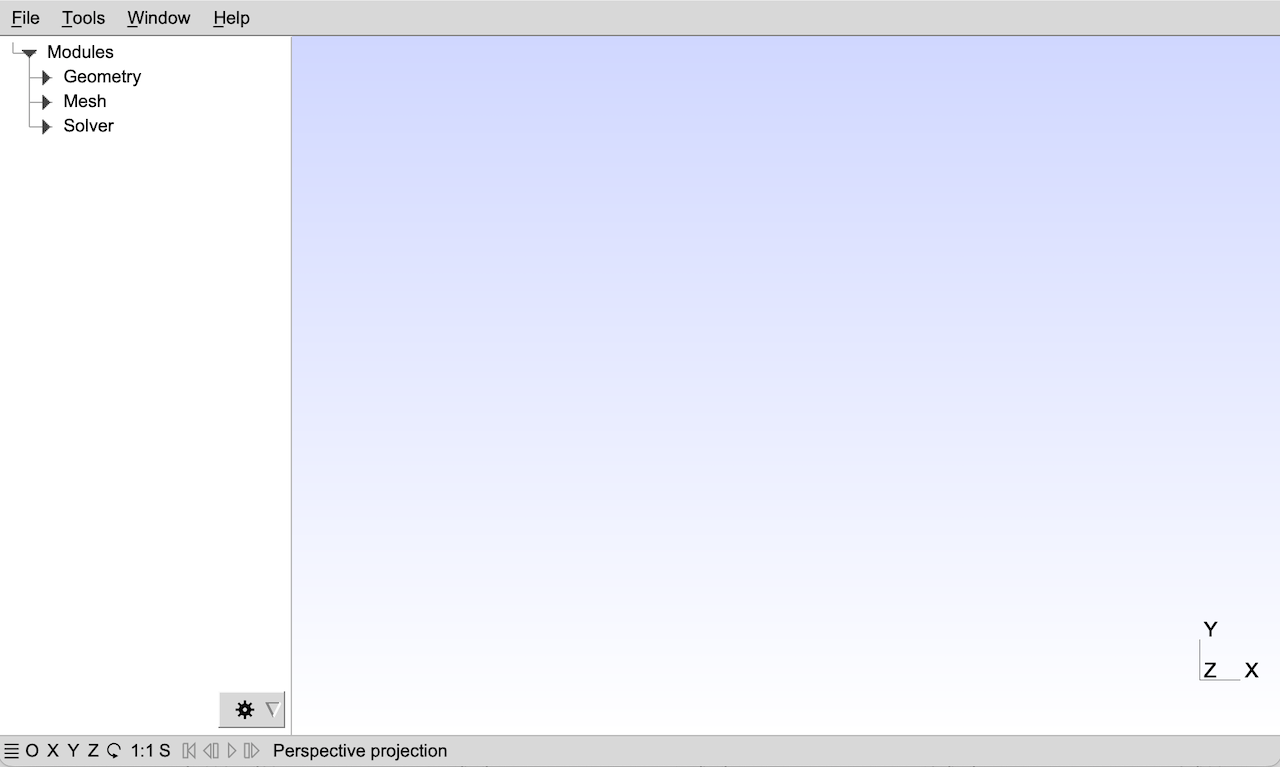 File Tools Window Help
Modules
Geometry
Mesh
Solver
Y
Z X
O X Y Z 1:1 S Perspective projection